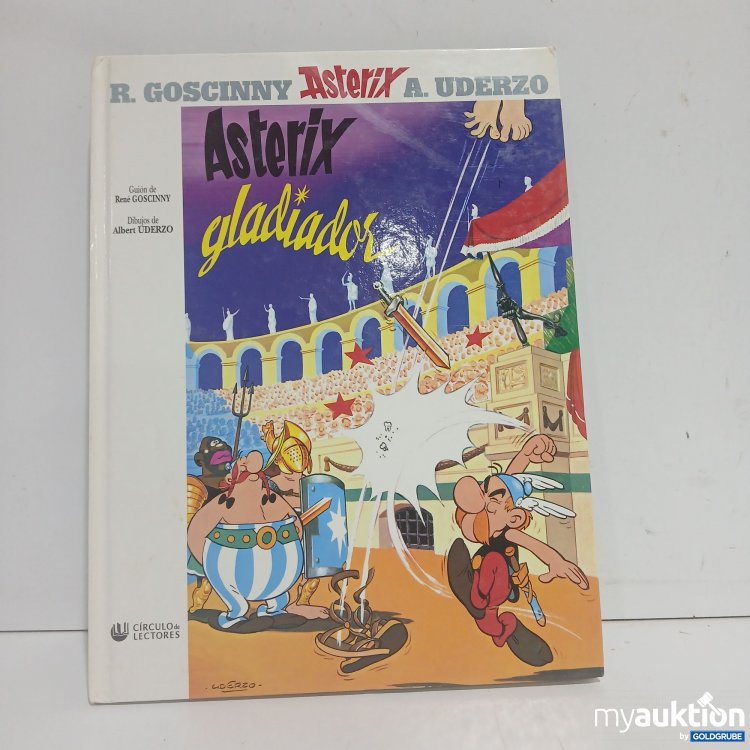 R. GOSCINNY Asterix A. UDERZO
Asterix
gladiador
Guión de
René GOSCINNY
Dibujos de
Albert UDERZO
CÍRCULO de
LECTORES
-UDERZO-
myauktion
by GOLDGRUBE